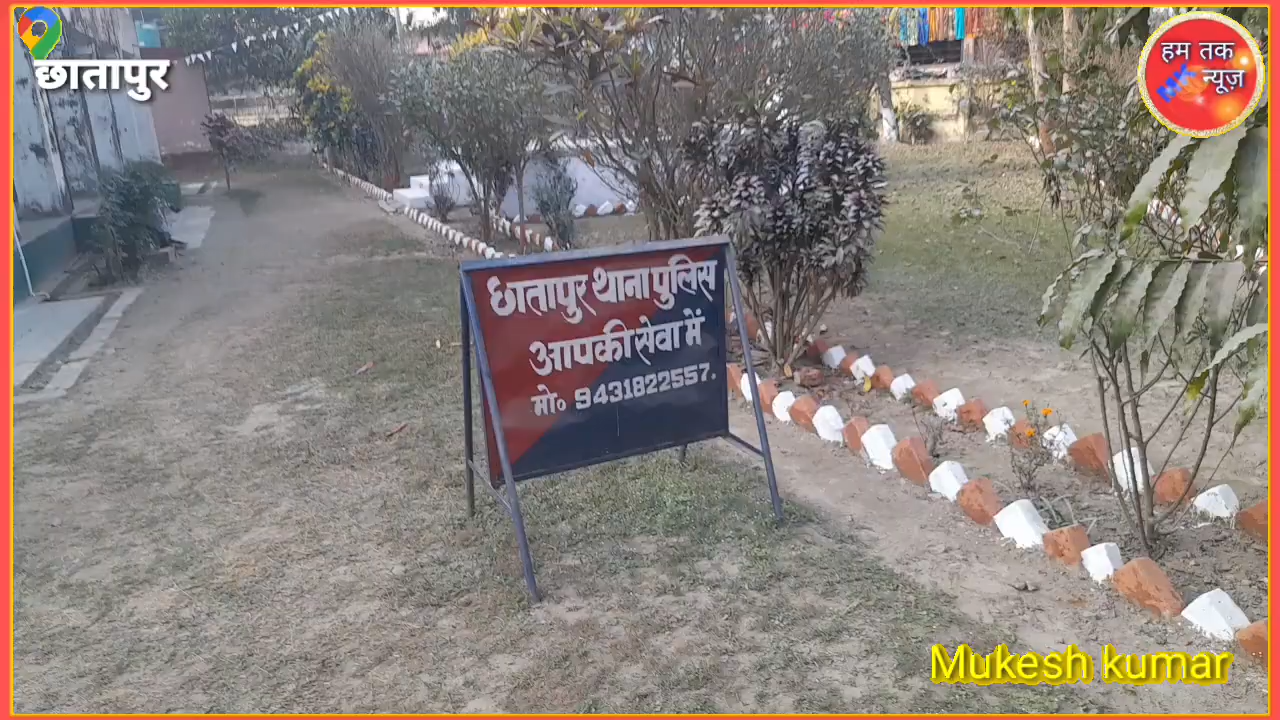 छातापुर
हम तक
न्यूज़
छातापुर थाना पुलिस
आपकी सेवा में
मो० 9431822557.
Mukesh kumar